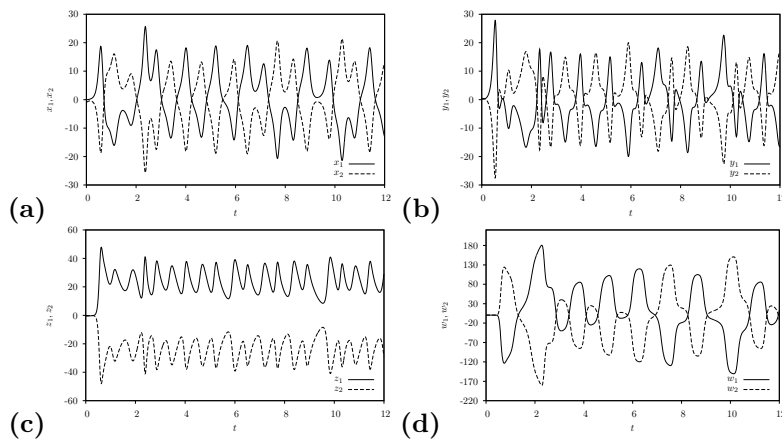 30
20
10
0
-10
-20
-30
0 2 4 6 8 10 12
x₁, x₂
t
x₁
x₂
(a)
30
20
10
0
-10
-20
-30
0 2 4 6 8 10 12
y₁, y₂
t
y₁
y₂
(b)
60
40
20
0
-20
-40
-60
0 2 4 6 8 10 12
z₁, z₂
t
z₁
z₂
(c)
180
130
80
30
-20
-70
-120
-170
-220
0 2 4 6 8 10 12
w₁, w₂
t
w₁
w₂
(d)